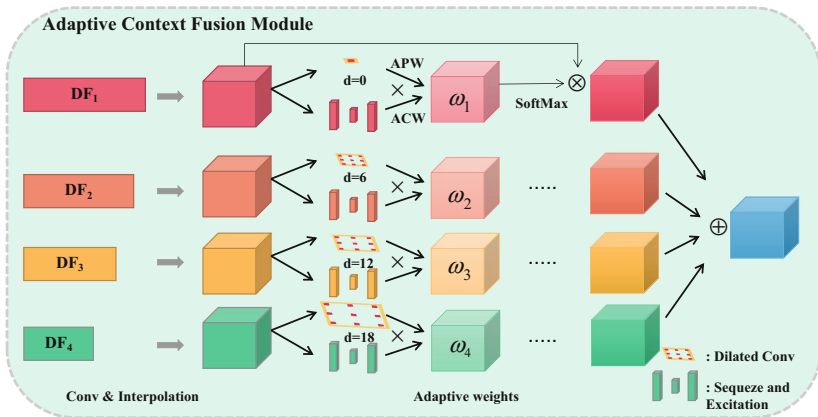 Adaptive Context Fusion Module
DF1
d=0
APW
×
ACW
ω1
SoftMax
⊗
DF2
d=6
×
ω2
.....
⊕
DF3
d=12
×
ω3
.....
DF4
d=18
×
ω4
.....
: Dilated Conv
: Sequeze and
Excitation
Conv & Interpolation
Adaptive weights